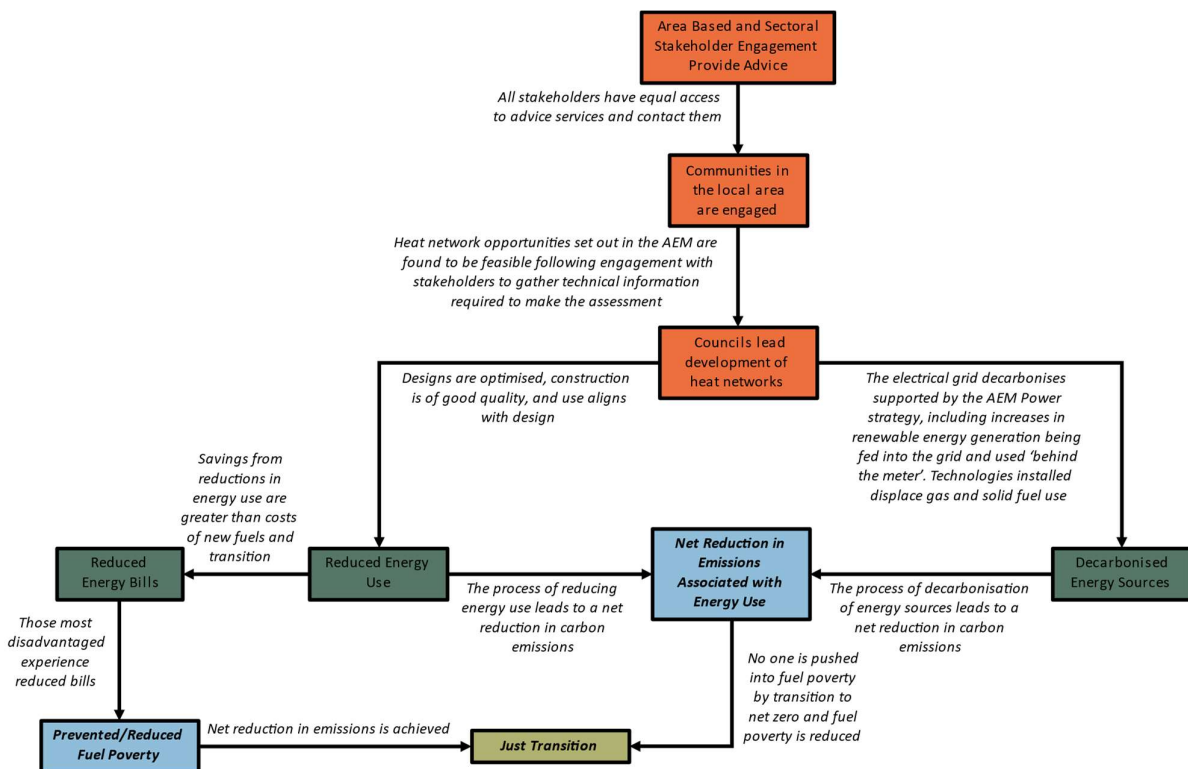 Area Based and Sectoral
Stakeholder Engagement
Provide Advice
All stakeholders have equal access
to advice services and contact them
Communities in
the local area
are engaged
Heat network opportunities set out in the AEM are
found to be feasible following engagement with
stakeholders to gather technical information
required to make the assessment
Councils lead
development of
heat networks
Designs are optimised, construction
is of good quality, and use aligns
with design
The electrical grid decarbonises
supported by the AEM Power
strategy, including increases in
renewable energy generation being
fed into the grid and used ‘behind
the meter’. Technologies installed
displace gas and solid fuel use
Savings from
reductions in
energy use are
greater than costs
of new fuels and
transition
Reduced
Energy Bills
Reduced Energy
Use
Net Reduction in
Emissions
Associated with
Energy Use
Decarbonised
Energy Sources
The process of reducing
energy use leads to a net
reduction in carbon
emissions
The process of decarbonisation
of energy sources leads to a
net reduction in carbon
emissions
Those most
disadvantaged
experience
reduced bills
No one is pushed
into fuel poverty
by transition to
net zero and fuel
poverty is reduced
Prevented/Reduced
Fuel Poverty
Net reduction in emissions is achieved
Just Transition